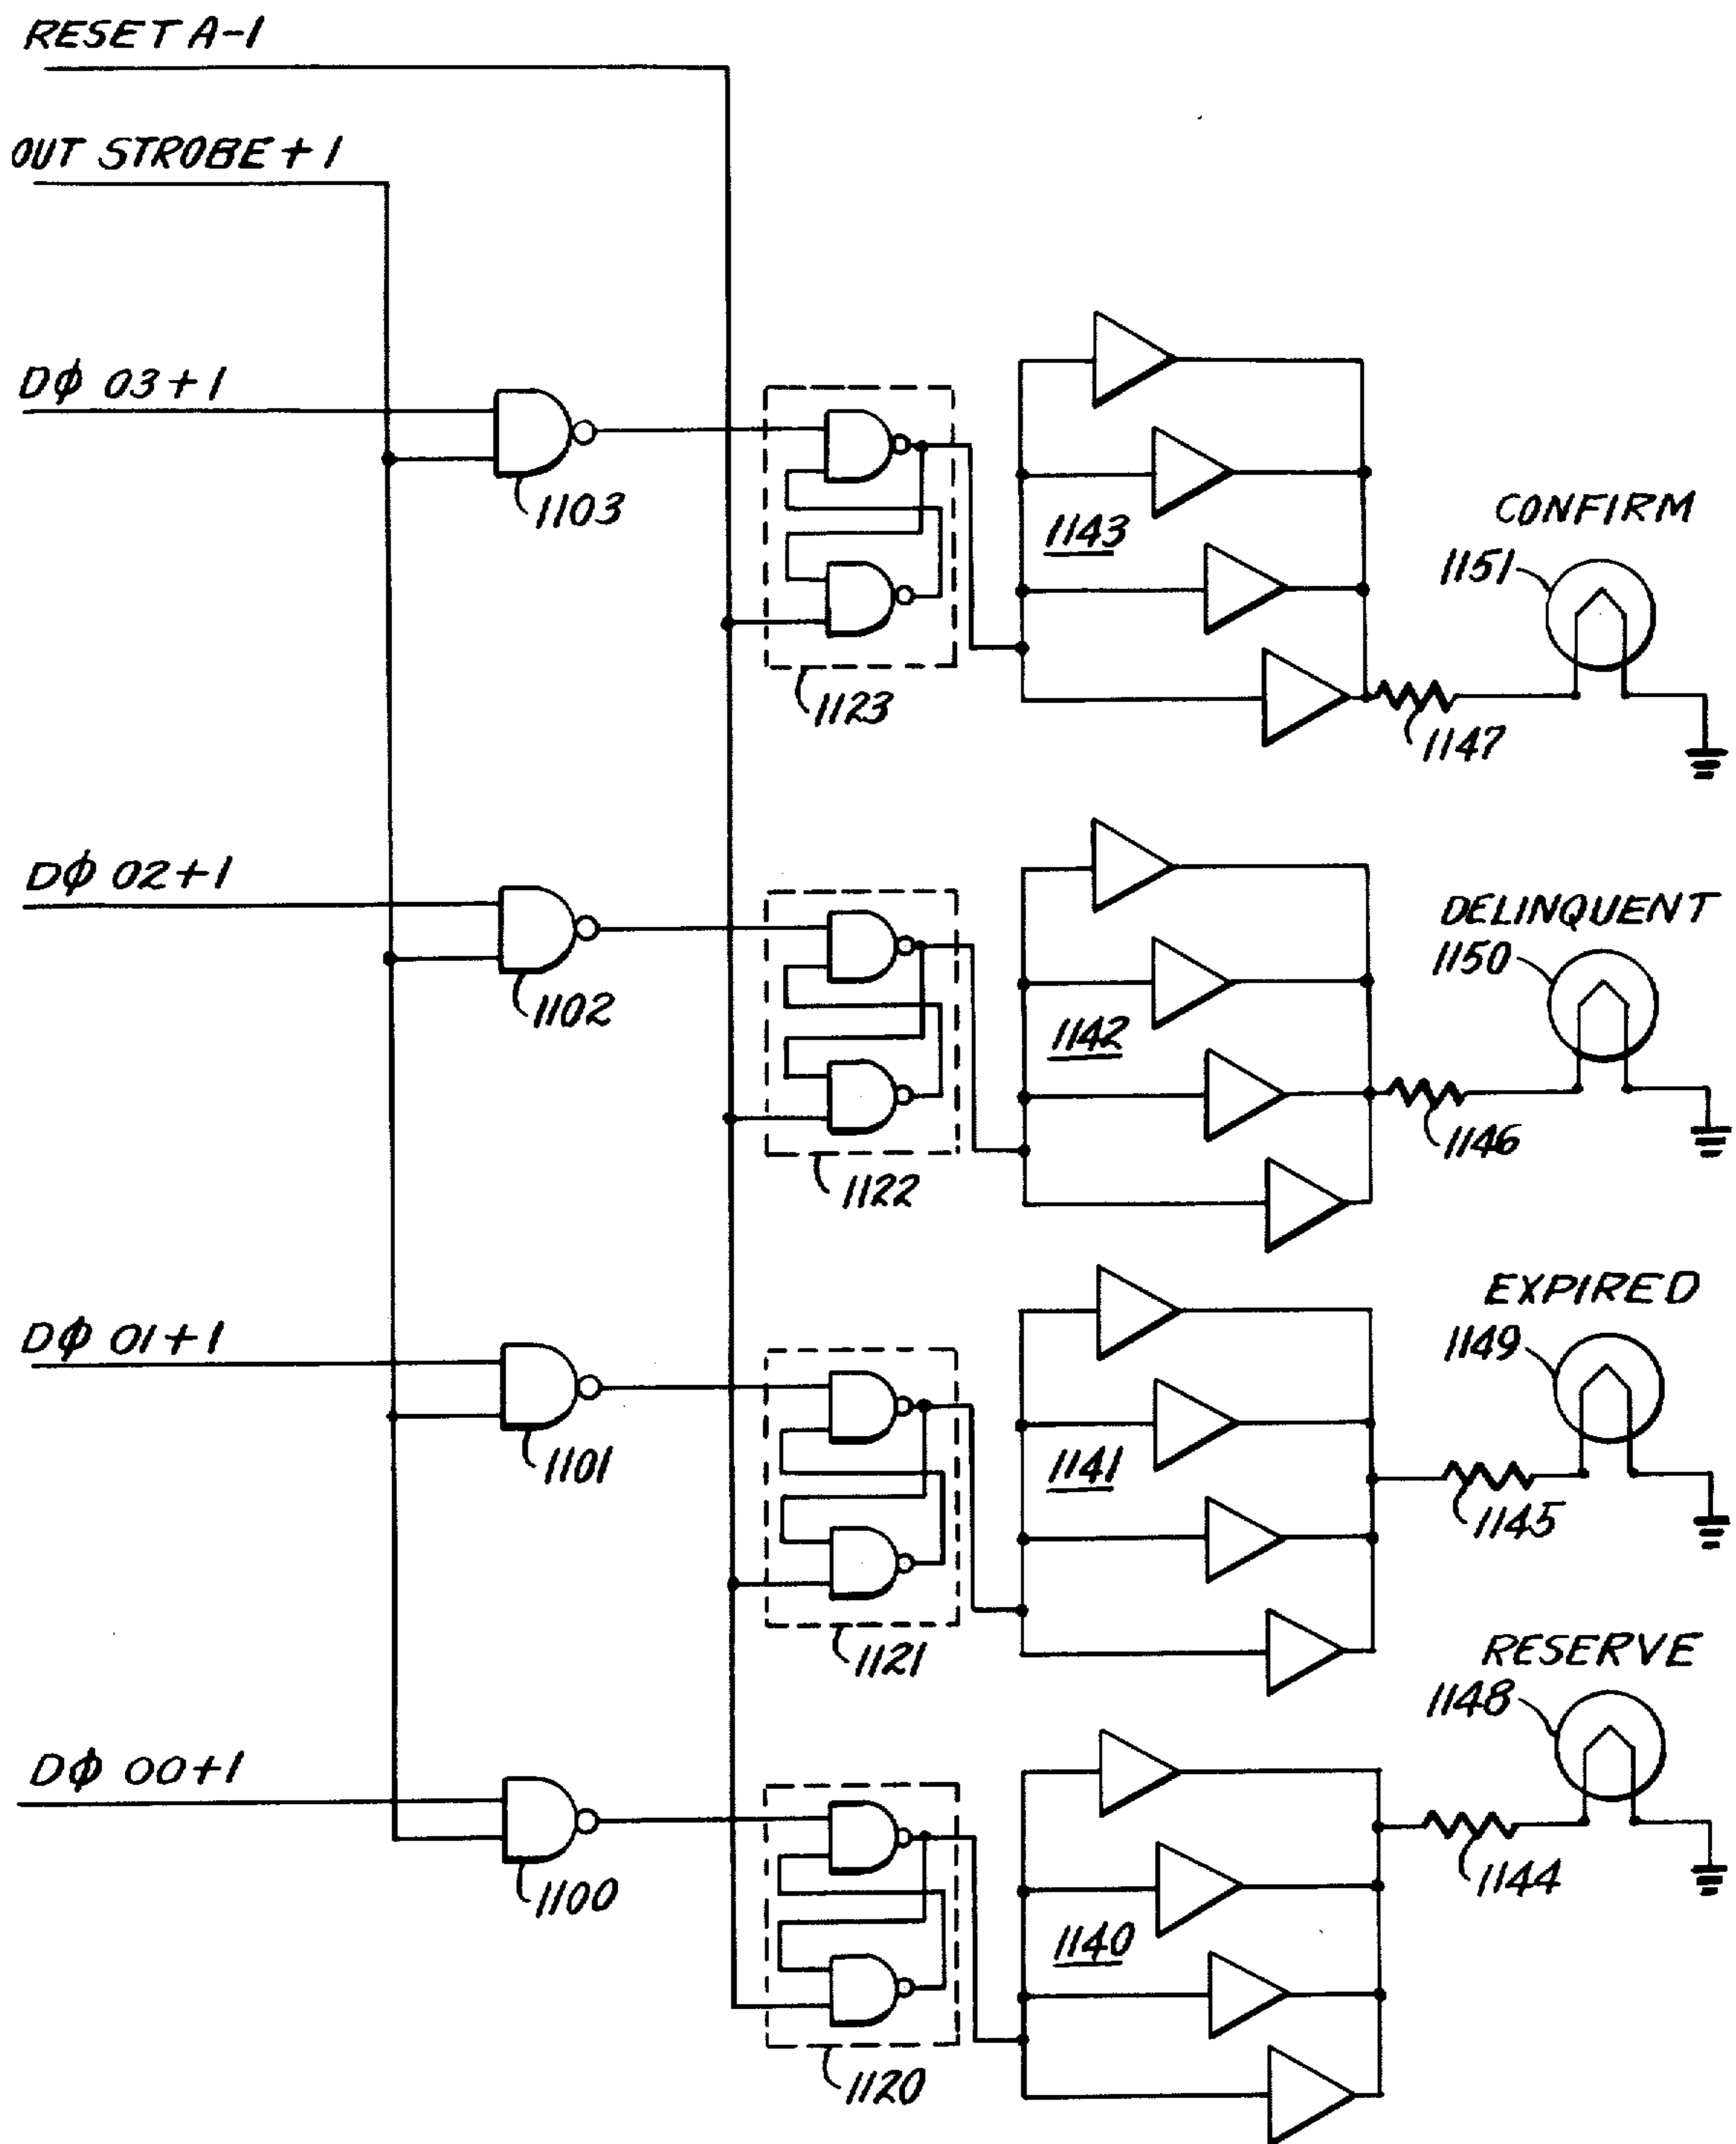 RESET A-1
OUT STROBE+1
DΦ 03+1
1103
1123
1143
CONFIRM
1151
1147
DΦ 02+1
1102
1122
1142
DELINQUENT
1150
1146
DΦ 01+1
1101
1121
1141
EXPIRED
1149
1145
DΦ 00+1
1100
1120
1140
RESERVE
1148
1144